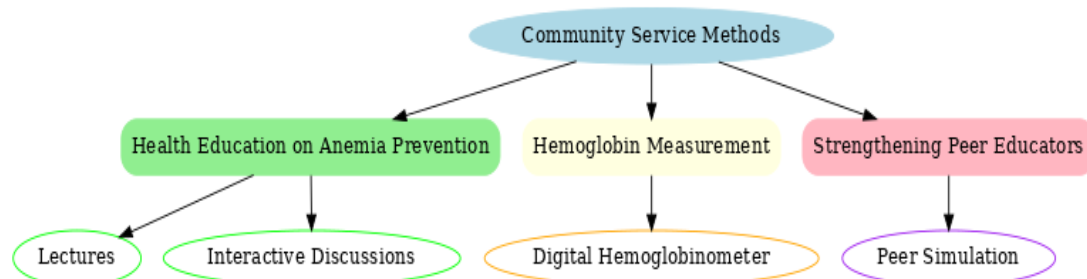 Community Service Methods
Health Education on Anemia Prevention
Hemoglobin Measurement
Strengthening Peer Educators
Lectures
Interactive Discussions
Digital Hemoglobinometer
Peer Simulation